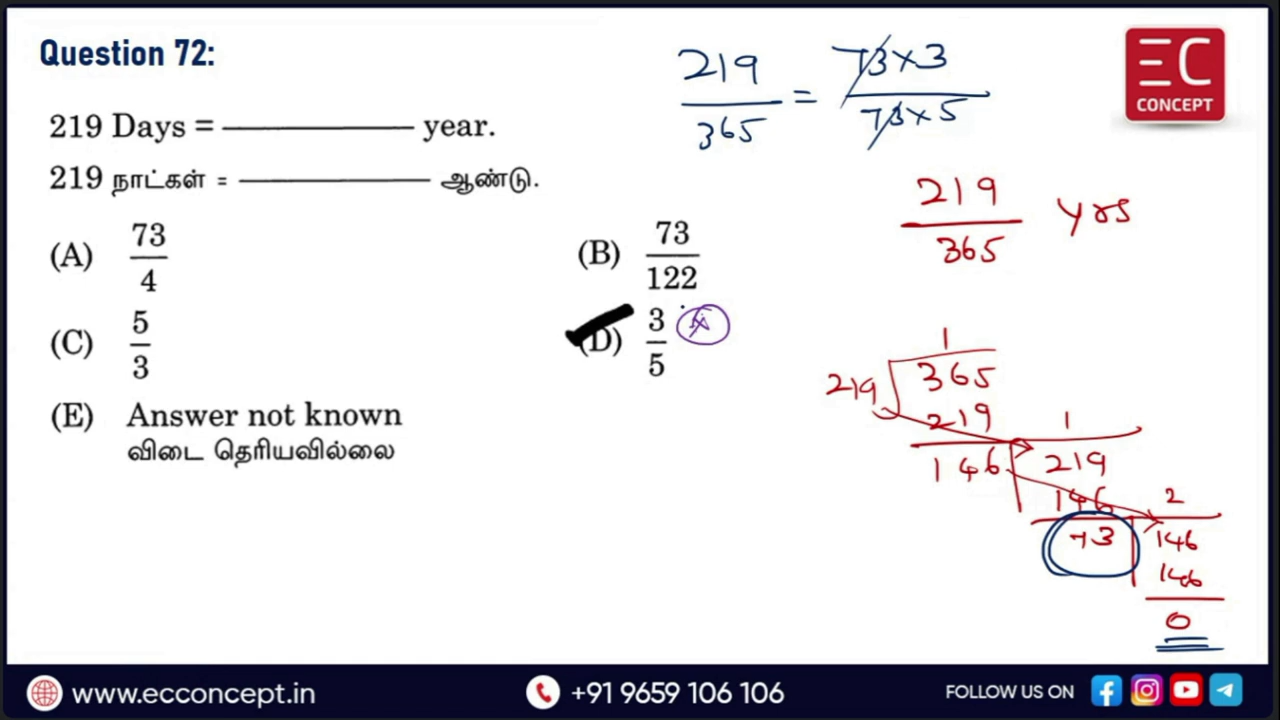 Question 72:
219 Days = ____________ year.
219 நாட்கள் = ____________ ஆண்டு.
(A) 73/4
(B) 73/122
(C) 5/3
(D) 3/5
(E) Answer not known
விடை தெரியவில்லை
219/365 = 73×3/73×5
EC
CONCEPT
219/365 yrs
1
219 365
219 1
146 219
146 2
73 146
146
0
www.ecconcept.in +91 9659 106 106 FOLLOW US ON